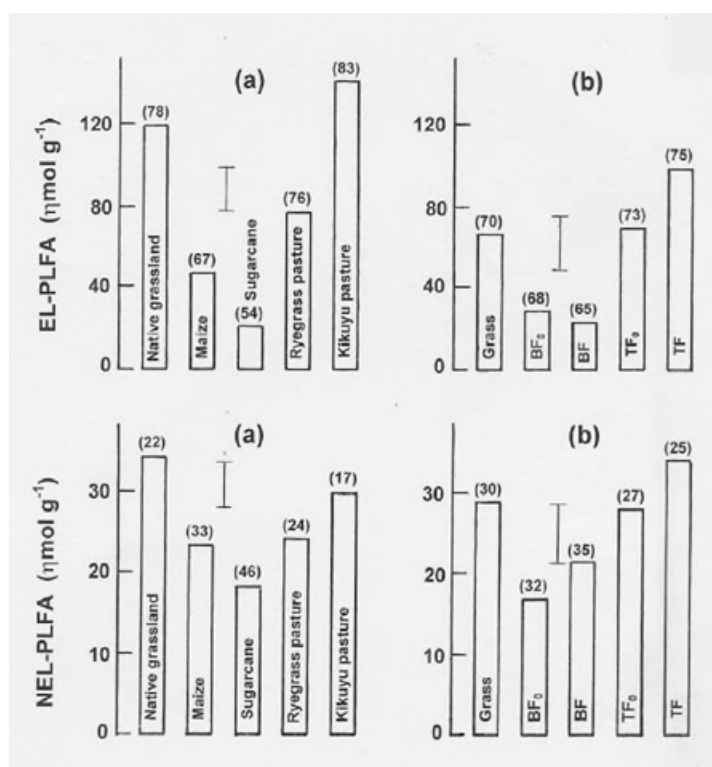 (a)
(b)
EL-PLFA (ηmol g⁻¹)
120
80
40
0
(78)
Native grassland
(67)
Maize
Sugarcane
(54)
(76)
Ryegrass pasture
(83)
Kikuyu pasture
120
80
40
0
(70)
Grass
(68)
BF₀
(65)
BF
(73)
TF₀
(75)
TF
(a)
(b)
NEL-PLFA (ηmol g⁻¹)
30
20
10
0
(22)
Native grassland
(33)
Maize
(46)
Sugarcane
(24)
Ryegrass pasture
(17)
Kikuyu pasture
30
20
10
0
(30)
Grass
(32)
BF₀
(35)
BF
(27)
TF₀
(25)
TF